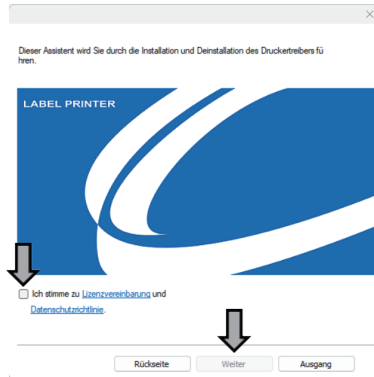 Dieser Assistent wird Sie durch die Installation und Deinstallation des Druckertreibers fü
hren.
LABEL PRINTER
Ich stimme zu Lizenzvereinbarung und
Datenschutzrichtlinie.
Rückseite Weiter Ausgang